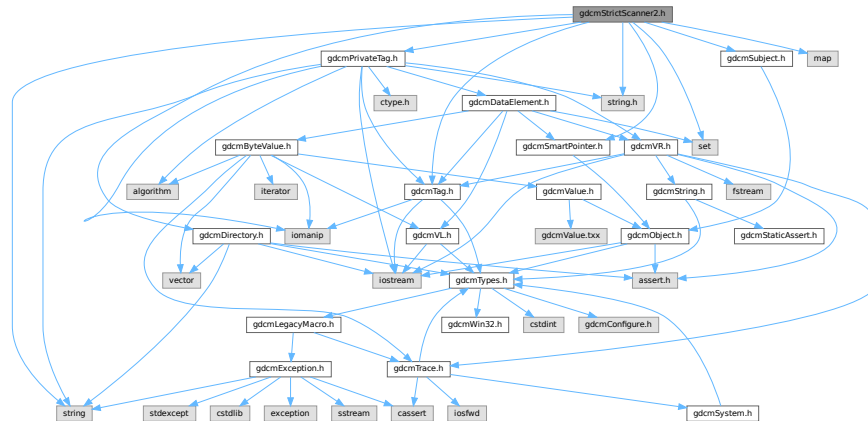 gdcmStrictScanner2.h
gdcmPrivateTag.h
gdcmSubject.h
map
ctype.h
gdcmDataElement.h
string.h
gdcmByteValue.h
gdcmSmartPointer.h
gdcmVR.h
set
algorithm
iterator
gdcmTag.h
gdcmValue.h
gdcmString.h
fstream
gdcmDirectory.h
iomanip
gdcmVL.h
gdcmValue.txx
gdcmObject.h
gdcmStaticAssert.h
vector
iostream
gdcmTypes.h
assert.h
gdcmLegacyMacro.h
gdcmWin32.h
cstdint
gdcmConfigure.h
gdcmException.h
gdcmTrace.h
string
stdexcept
cstdlib
exception
sstream
cassert
iosfwd
gdcmSystem.h